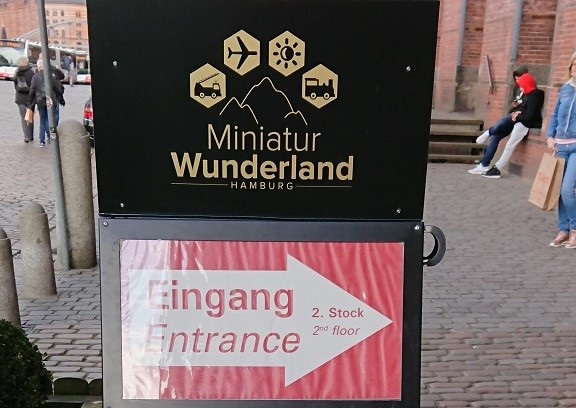 Miniatur
Wunderland
HAMBURG
Eingang
Entrance
2. Stock
2nd floor